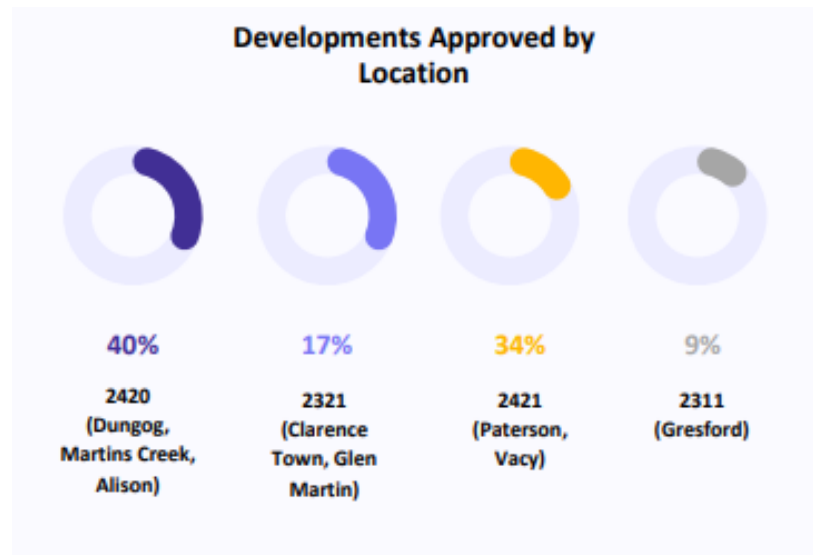 Developments Approved by
Location
40%
2420
(Dungog,
Martins Creek,
Alison)
17%
2321
(Clarence
Town, Glen
Martin)
34%
2421
(Paterson,
Vacy)
9%
2311
(Gresford)